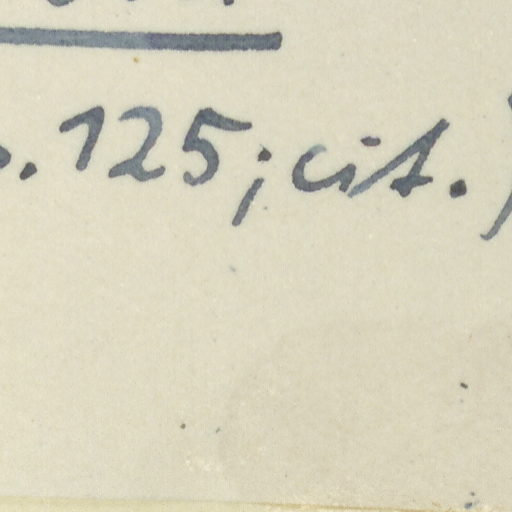 . 125; cit.)